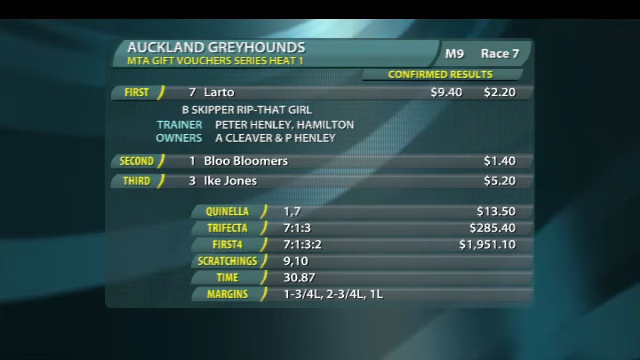 AUCKLAND GREYHOUNDS
MTA GIFT VOUCHERS SERIES HEAT 1
M9 Race 7
CONFIRMED RESULTS
FIRST 7 Larto $9.40 $2.20
B SKIPPER RIP-THAT GIRL
TRAINER PETER HENLEY, HAMILTON
OWNERS A CLEAVER & P HENLEY
SECOND 1 Bloo Bloomers $1.40
THIRD 3 Ike Jones $5.20
QUINELLA 1,7 $13.50
TRIFECTA 7:1:3 $285.40
FIRST4 7:1:3:2 $1,951.10
SCRATCHINGS 9,10
TIME 30.87
MARGINS 1-3/4L, 2-3/4L, 1L